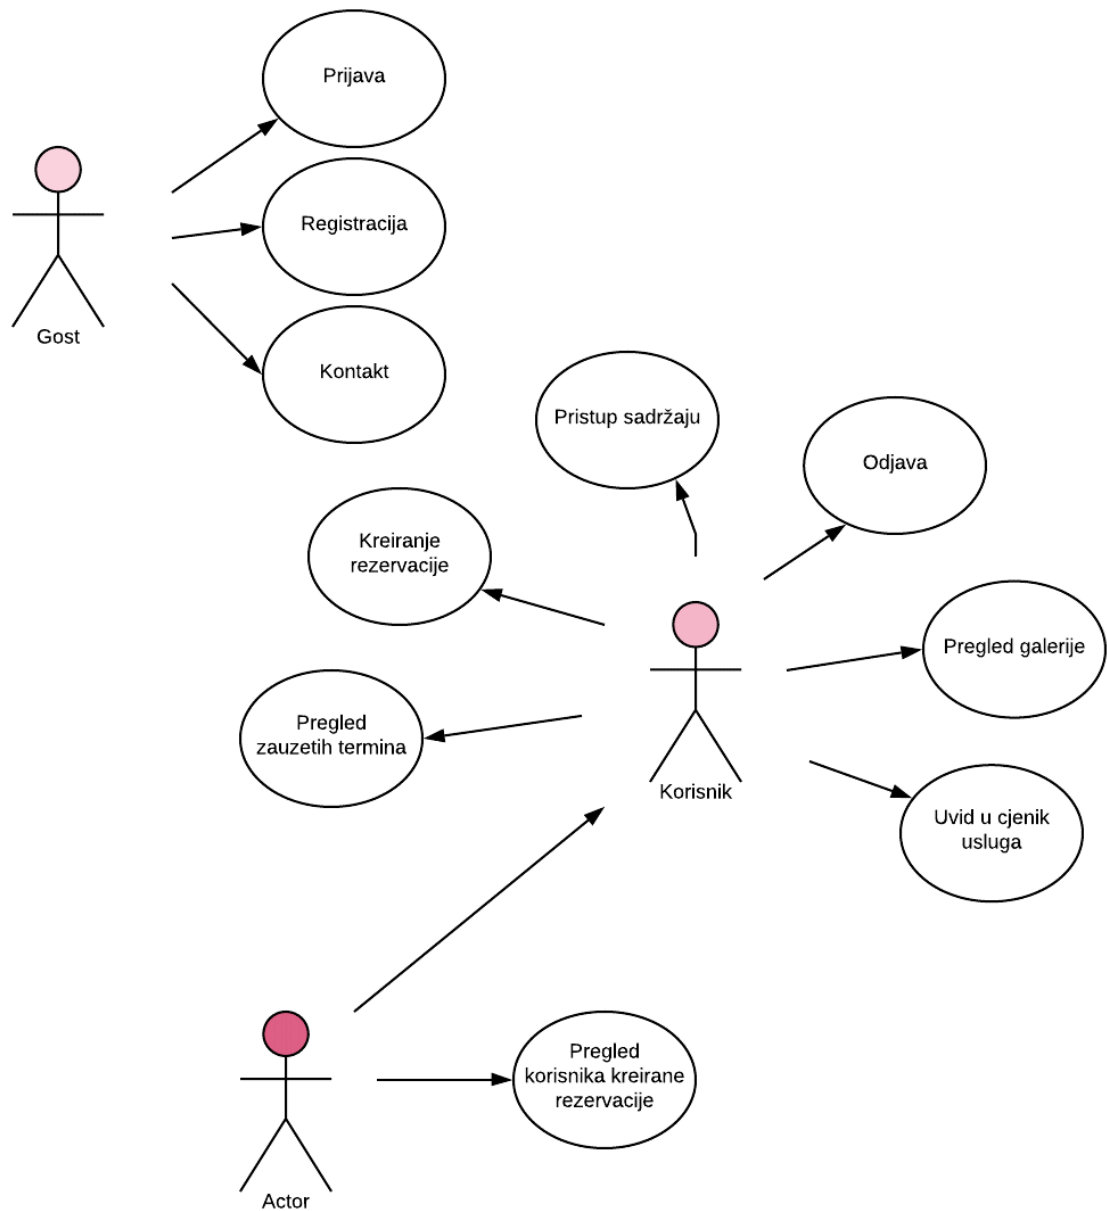 Prijava
Registracija
Gost
Kontakt
Pristup sadržaju
Odjava
Kreiranje
rezervacije
Pregled galerije
Pregled
zauzetih termina
Korisnik
Uvid u cjenik
usluga
Pregled
korisnika kreirane
rezervacije
Actor